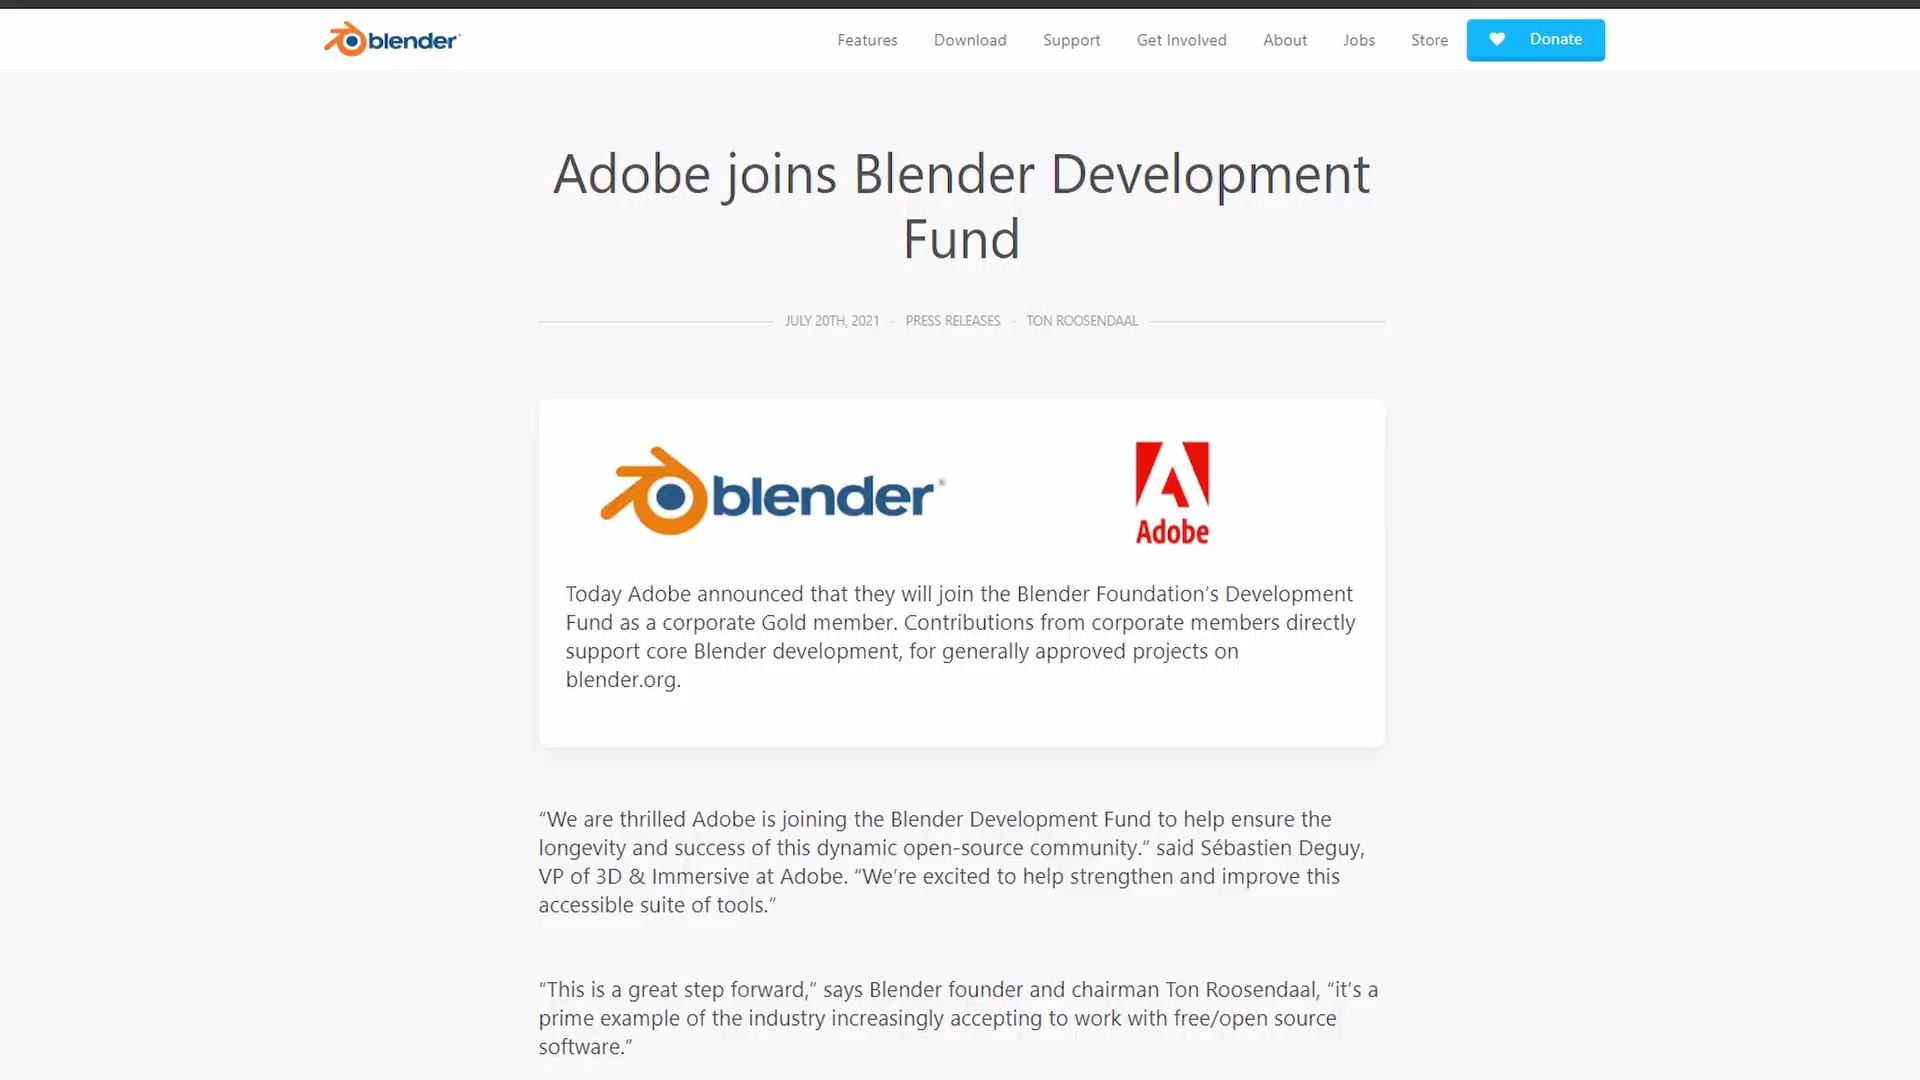 blender
Features
Download
Support
Get Involved
About
Jobs
Store
Donate
Adobe joins Blender Development
Fund
JULY 20TH, 2021 - PRESS RELEASES - TON ROOSENDAAL
blender®
Adobe
Today Adobe announced that they will join the Blender Foundation’s Development
Fund as a corporate Gold member. Contributions from corporate members directly
support core Blender development, for generally approved projects on
blender.org.
“We are thrilled Adobe is joining the Blender Development Fund to help ensure the
longevity and success of this dynamic open-source community.” said Sébastien Deguy,
VP of 3D & Immersive at Adobe. “We’re excited to help strengthen and improve this
accessible suite of tools.”
“This is a great step forward,” says Blender founder and chairman Ton Roosendaal, “it’s a
prime example of the industry increasingly accepting to work with free/open source
software.”